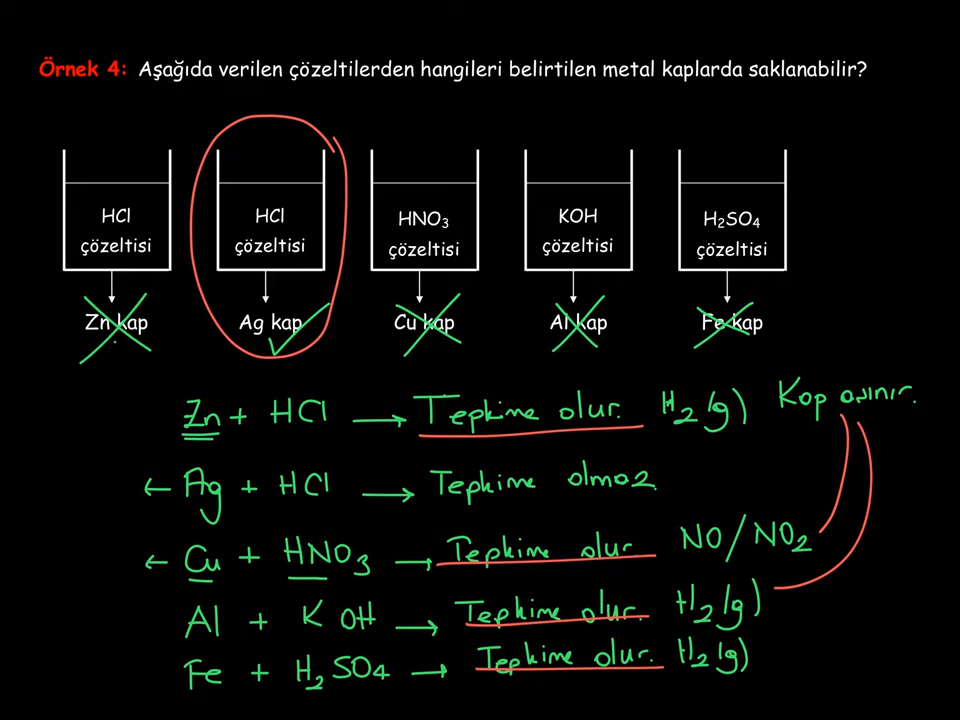 Örnek 4: Aşağıda verilen çözeltilerden hangileri belirtilen metal kaplarda saklanabilir?
HCl çözeltisi
HCl çözeltisi
HNO₃ çözeltisi
KOH çözeltisi
H₂SO₄ çözeltisi
Zn kap
Ag kap
Cu kap
Al kap
Fe kap
Zn + HCl → Tepkime olur. H₂(g) Kap aşınır.
← Ag + HCl → Tepkime olmaz.
← Cu + HNO₃ → Tepkime olur. NO/NO₂
Al + KOH → Tepkime olur. H₂(g)
Fe + H₂SO₄ → Tepkime olur. H₂(g)